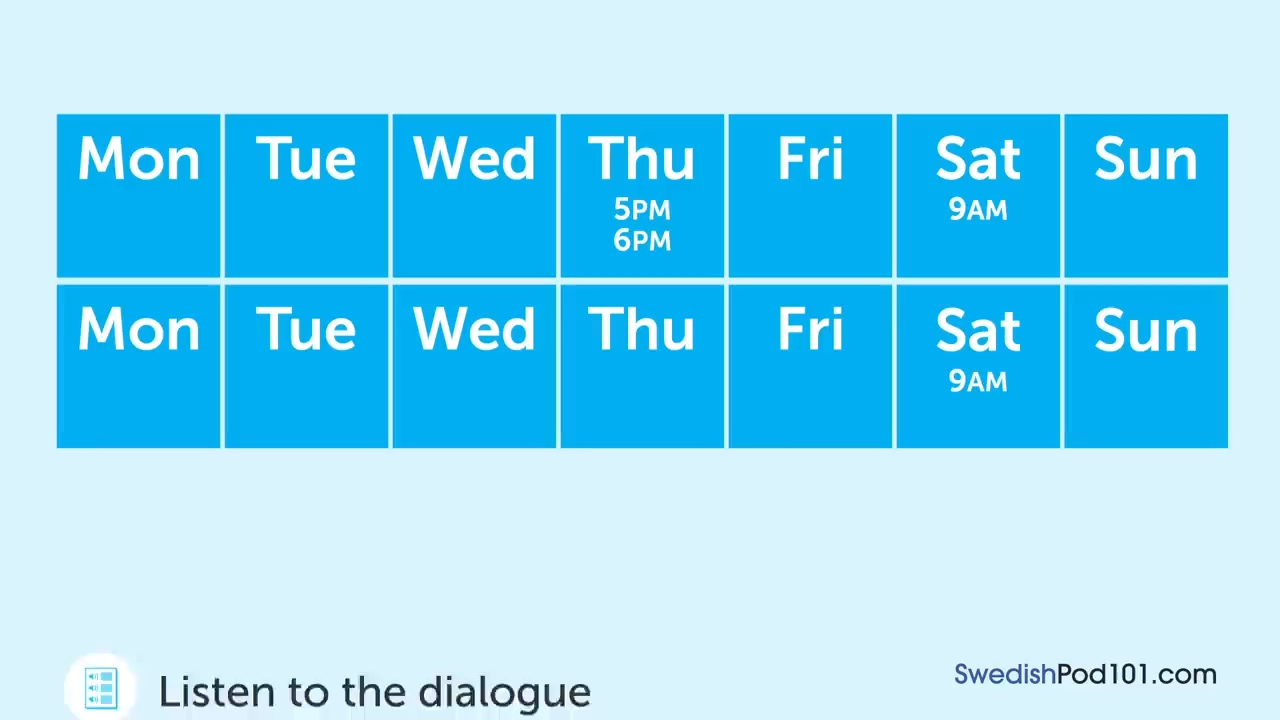 Mon Tue Wed Thu Fri Sat Sun
5PM 9AM
6PM
Mon Tue Wed Thu Fri Sat Sun
9AM
SwedishPod101.com
Listen to the dialogue